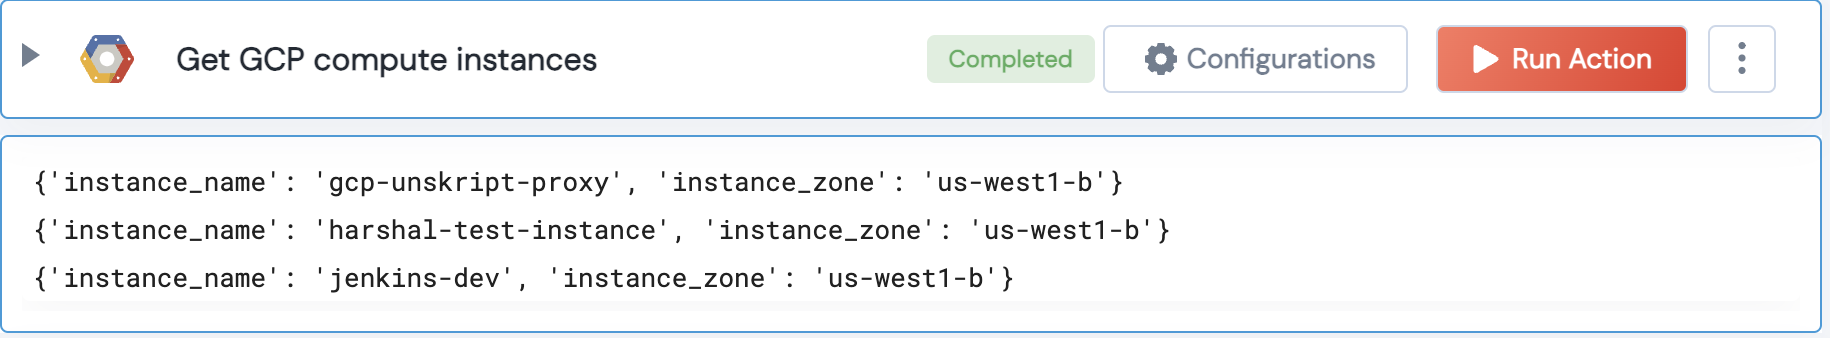 Get GCP compute instances
Completed
Configurations
Run Action
{'instance_name': 'gcp-unskript-proxy', 'instance_zone': 'us-west1-b'}
{'instance_name': 'harshal-test-instance', 'instance_zone': 'us-west1-b'}
{'instance_name': 'jenkins-dev', 'instance_zone': 'us-west1-b'}